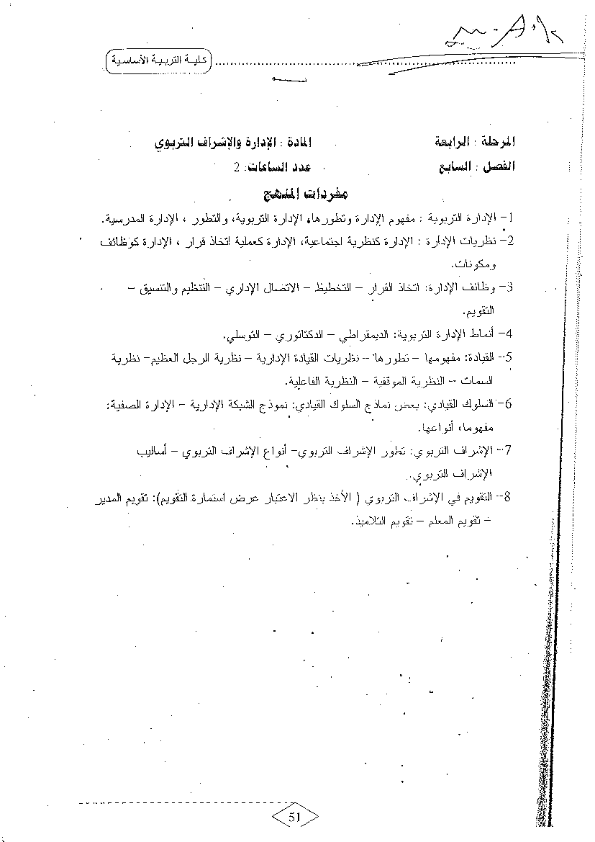 كلية التربية الأساسية
المرحلة : الرابعة
المادة : الإدارة والإشراف التربوي
الفصل : السابع
عدد الساعات: 2
مفردات المنهج
1- الإدارة التربوية : مفهوم الإدارة وتطورها، الإدارة التربوية، والتطور ، الإدارة المدرسية.
2- نظريات الإدارة : الإدارة كنظرية اجتماعية، الإدارة كعملية اتخاذ قرار ، الإدارة كوظائف
ومكونات.
3- وظائف الإدارة: اتخاذ القرار – التخطيظ – الاتصال الإداري – التنظيم والتنسيق –
التقويم.
4- أنماط الإدارة التربوية: الديمقراطي – الدكتاتوري – التوسلي.
5- القيادة: مفهومها – تطورها – نظريات القيادة الإدارية – نظرية الرجل العظيم– نظرية
السمات – النظرية الموقفية – النظرية الفاعلية.
6- السلوك القيادي: بعض نماذج السلوك القيادي: نموذج الشبكة الإدارية – الإدارة الصفية:
مفهوما، أنواعها.
7- الإشراف التربوي: تطور الإشراف التربوي– أنواع الإشراف التربوي – أساليب
الإشراف التربوي.
8- التقويم في الإشراف التربوي ( الأخذ بنظر الاعتبار عرض استمارة التقويم): تقويم المدير
– تقويم المعلم – تقويم التلاميذ.
51